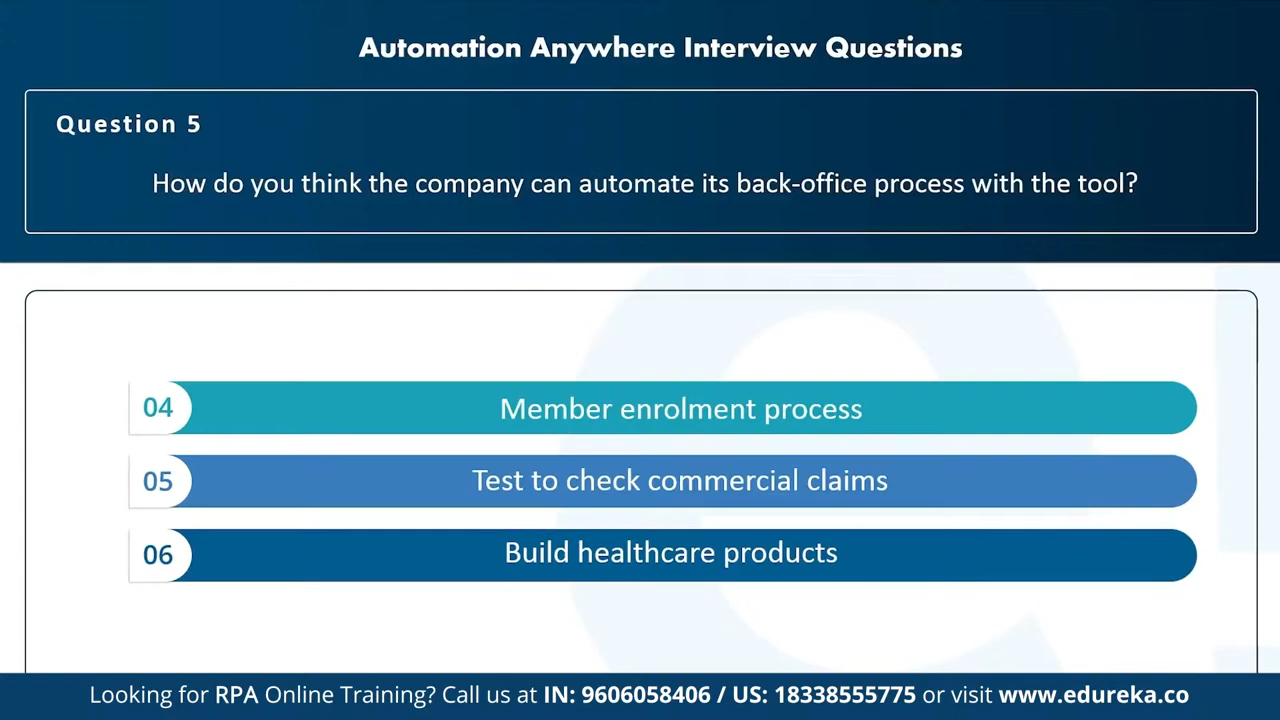 Automation Anywhere Interview Questions
Question 5
How do you think the company can automate its back-office process with the tool?
04 Member enrolment process
05 Test to check commercial claims
06 Build healthcare products
Looking for RPA Online Training? Call us at IN: 9606058406 / US: 18338555775 or visit www.edureka.co